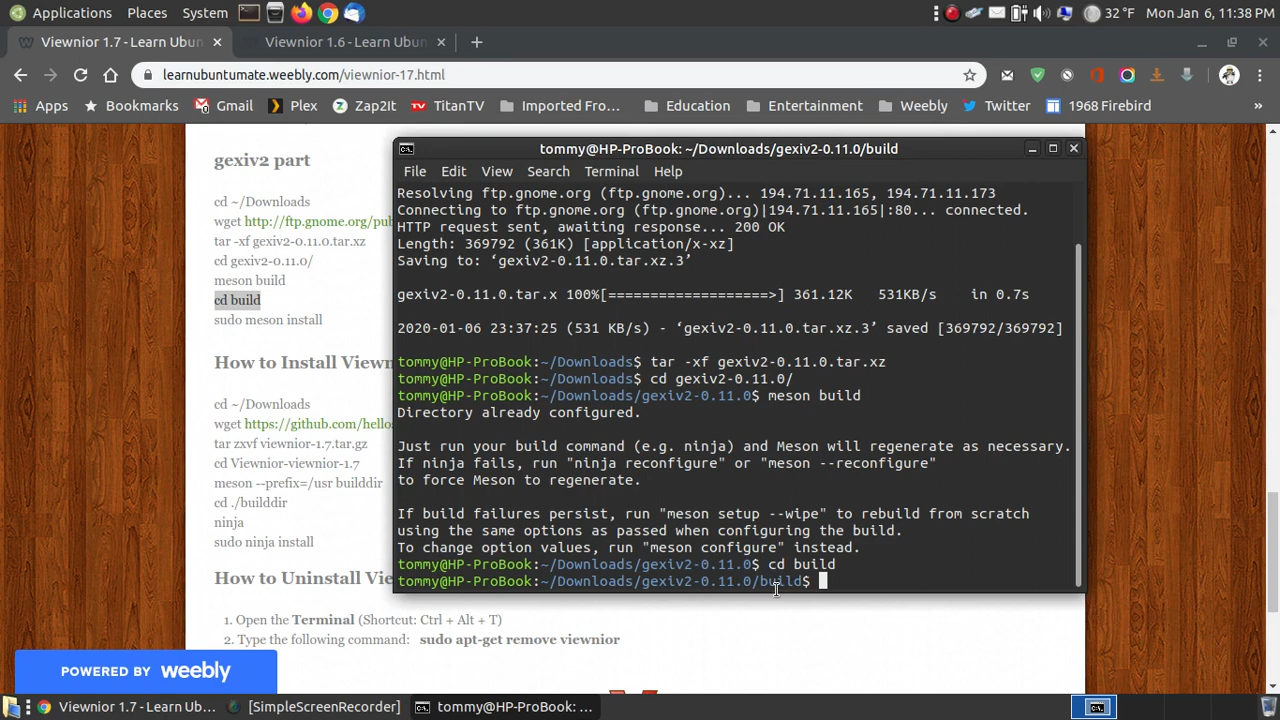 Applications Places System 32 °F Mon Jan 6, 11:38 PM
Viewnior 1.7 - Learn Ubun
Viewnior 1.6 - Learn Ubun
learnubuntumate.weebly.com/viewnior-17.html
Apps Bookmarks Gmail Plex Zap2It TitanTV Imported Fro... Education Entertainment Weebly Twitter 1968 Firebird »
gexiv2 part
cd ~/Downloads
wget http://ftp.gnome.org/pub
tar -xf gexiv2-0.11.0.tar.xz
cd gexiv2-0.11.0/
meson build
cd build
sudo meson install
How to Install Viewn
cd ~/Downloads
wget https://github.com/hellos
tar zxvf viewnior-1.7.tar.gz
cd Viewnior-viewnior-1.7
meson --prefix=/usr builddir
cd ./builddir
ninja
sudo ninja install
How to Uninstall Vie
1. Open the Terminal (Shortcut: Ctrl + Alt + T)
2. Type the following command: sudo apt-get remove viewnior
POWERED BY weebly
tommy@HP-ProBook: ~/Downloads/gexiv2-0.11.0/build
File Edit View Search Terminal Help
Resolving ftp.gnome.org (ftp.gnome.org)... 194.71.11.165, 194.71.11.173
Connecting to ftp.gnome.org (ftp.gnome.org)|194.71.11.165|:80... connected.
HTTP request sent, awaiting response... 200 OK
Length: 369792 (361K) [application/x-xz]
Saving to: ‘gexiv2-0.11.0.tar.xz.3’
gexiv2-0.11.0.tar.x 100%[===================>] 361.12K 531KB/s in 0.7s
2020-01-06 23:37:25 (531 KB/s) - ‘gexiv2-0.11.0.tar.xz.3’ saved [369792/369792]
tommy@HP-ProBook:~/Downloads$ tar -xf gexiv2-0.11.0.tar.xz
tommy@HP-ProBook:~/Downloads$ cd gexiv2-0.11.0/
tommy@HP-ProBook:~/Downloads/gexiv2-0.11.0$ meson build
Directory already configured.
Just run your build command (e.g. ninja) and Meson will regenerate as necessary.
If ninja fails, run "ninja reconfigure" or "meson --reconfigure"
to force Meson to regenerate.
If build failures persist, run "meson setup --wipe" to rebuild from scratch
using the same options as passed when configuring the build.
To change option values, run "meson configure" instead.
tommy@HP-ProBook:~/Downloads/gexiv2-0.11.0$ cd build
tommy@HP-ProBook:~/Downloads/gexiv2-0.11.0/build$
Viewnior 1.7 - Learn Ubu...
[SimpleScreenRecorder]
tommy@HP-ProBook: ...